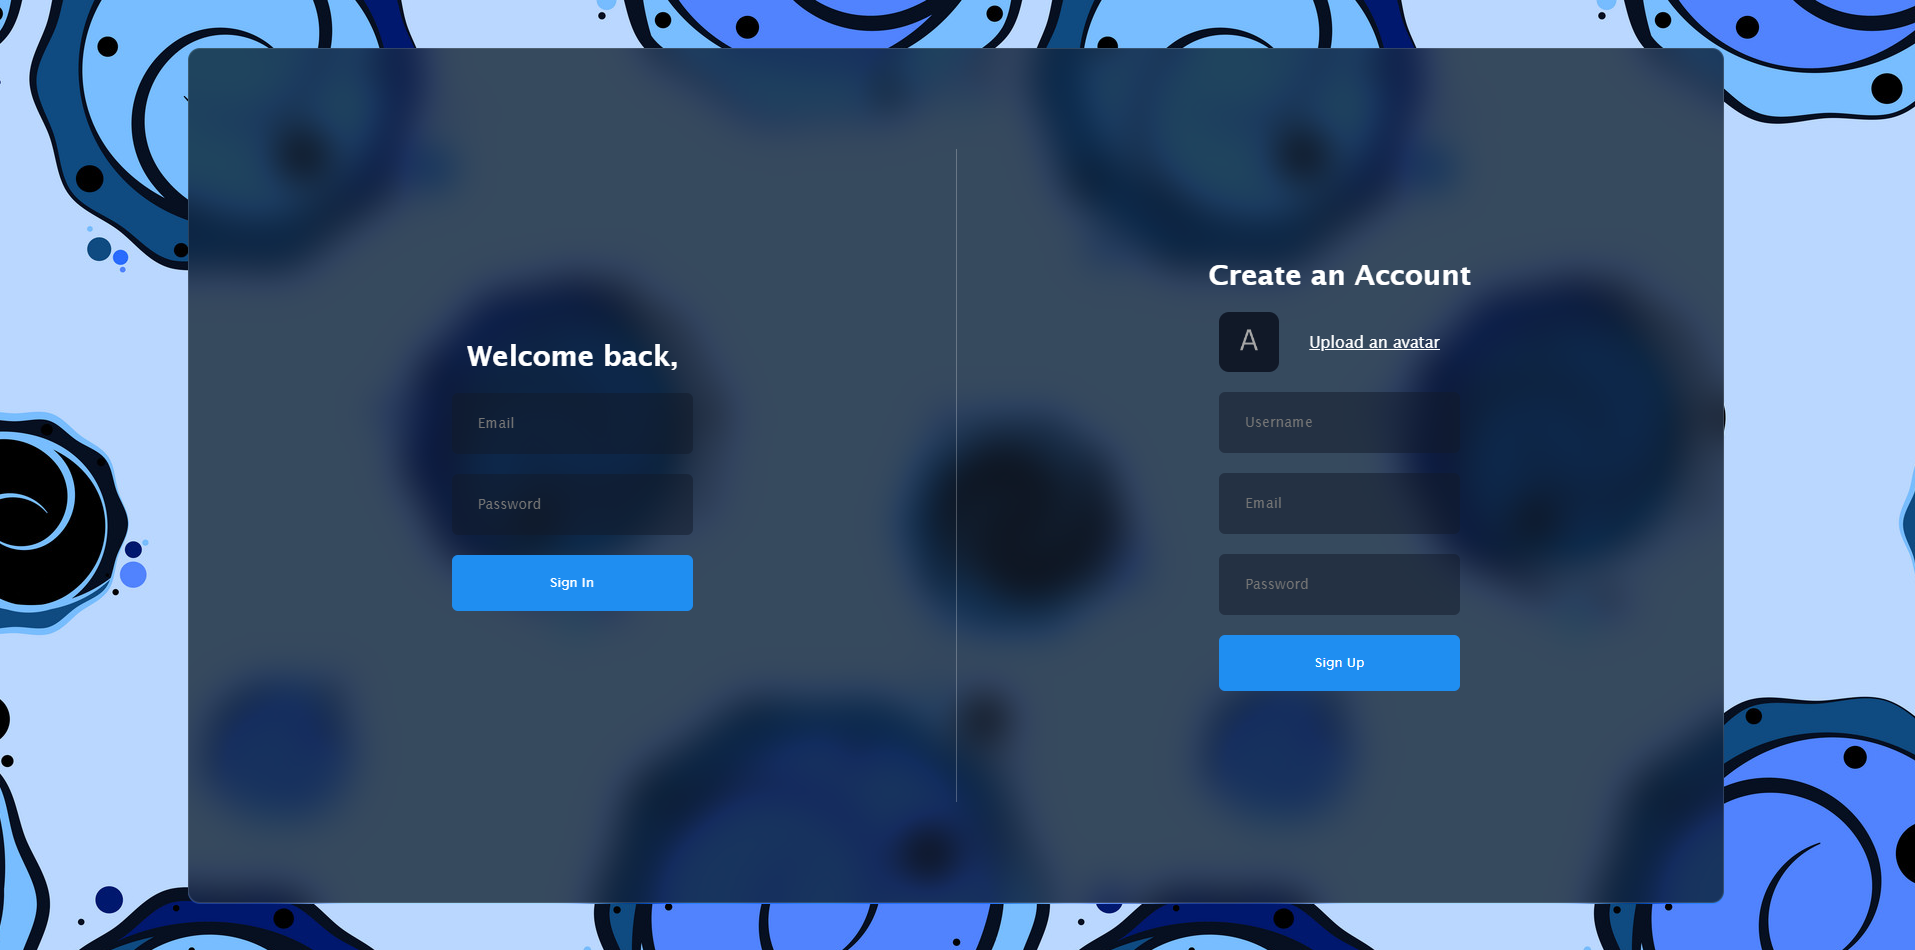 Welcome back,
Email
Password
Sign In
Create an Account
A
Upload an avatar
Username
Email
Password
Sign Up